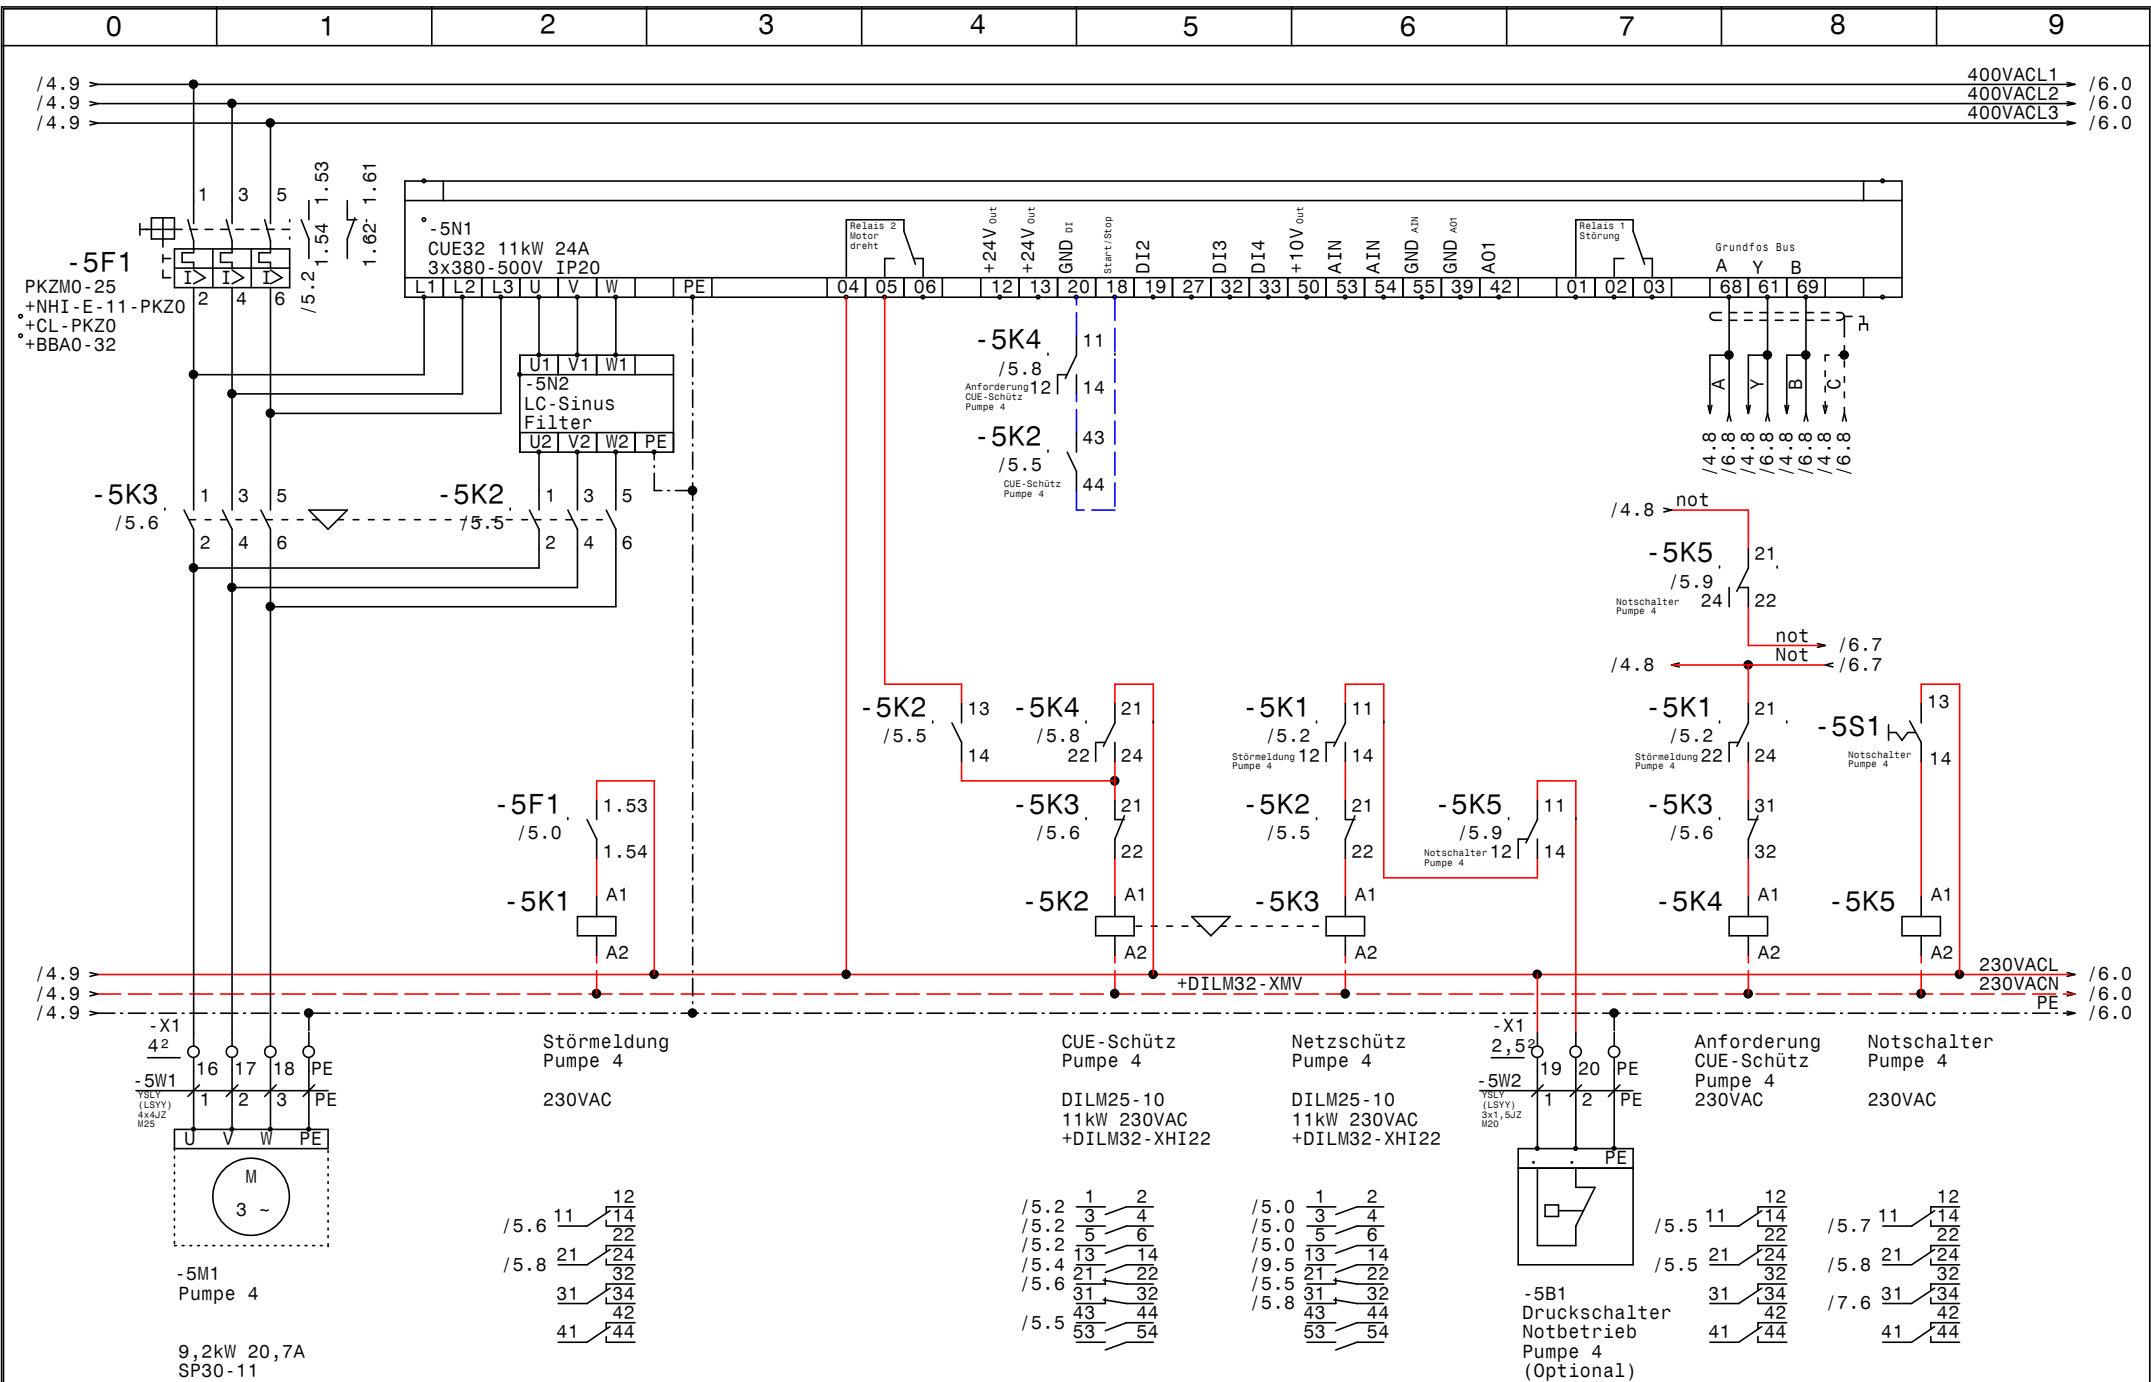 0 1 2 3 4 5 6 7 8 9
/4.9 400VACL1 /6.0
/4.9 400VACL2 /6.0
/4.9 400VACL3 /6.0
1 3 5 1.53 1.54 1.61 1.62
-5F1
/5.2
PKZM0-25
+NHI-E-11-PKZ0
+CL-PKZ0
+BBA0-32
I> I> I>
2 4 6
-5N1
CUE32 11kW 24A
3x380-500V IP20
L1 L2 L3 U V W PE
Relais 2
Motor
dreht
04 05 06
+24V Out +24V Out GND DI Start/Stop DI2 DI3 DI4 +10V Out AIN AIN GND AIN GND AO1 AO1
12 13 20 18 19 27 32 33 50 53 54 55 39 42
Relais 1
Störung
01 02 03
Grundfos Bus
A Y B
68 61 69
A Y B C
/4.8 /6.8 /4.8 /6.8 /4.8 /6.8 /4.8 /6.8
U1 V1 W1
-5N2
LC-Sinus
Filter
U2 V2 W2 PE
-5K4 11
/5.8
Anforderung 12 14
CUE-Schütz
Pumpe 4
-5K2 43
/5.5
CUE-Schütz 44
Pumpe 4
-5K3 1 3 5
/5.6
2 4 6
-5K2 1 3 5
/5.5
2 4 6
/4.8 not
-5K5 21
/5.9
Notschalter 24 22
Pumpe 4
not /6.7
/4.8 Not /6.7
-5K2 13
/5.5
14
-5K4 21
/5.8
22 24
-5K1 11
/5.2
Störmeldung 12 14
Pumpe 4
-5K1 21
/5.2
Störmeldung 22 24
Pumpe 4
-5S1 13
Notschalter 14
Pumpe 4
-5F1 1.53
/5.0
1.54
-5K3 21
/5.6
22
-5K2 21
/5.5
22
-5K5 11
/5.9
Notschalter 12 14
Pumpe 4
-5K3 31
/5.6
32
-5K1 A1 A2
-5K2 A1 A2
-5K3 A1 A2
-5K4 A1 A2
-5K5 A1 A2
/4.9 230VACL /6.0
/4.9 +DILM32-XMV 230VACN /6.0
/4.9 PE /6.0
-X1
4²
16 17 18 PE
-5W1
YSLY
(LSYY)
4x4JZ
M25
1 2 3 PE
U V W PE
M
3 ~
-5M1
Pumpe 4
9,2kW 20,7A
SP30-11
Störmeldung
Pumpe 4
230VAC
12
/5.6 11 14
22
/5.8 21 24
32
31 34
42
41 44
CUE-Schütz
Pumpe 4
DILM25-10
11kW 230VAC
+DILM32-XHI22
/5.2 1 2
/5.2 3 4
/5.2 5 6
/5.4 13 14
/5.6 21 22
31 32
/5.5 43 44
53 54
Netzschütz
Pumpe 4
DILM25-10
11kW 230VAC
+DILM32-XHI22
/5.0 1 2
/5.0 3 4
/5.0 5 6
/9.5 13 14
/5.5 21 22
/5.8 31 32
43 44
53 54
-X1
2,5²
19 20 PE
-5W2
YSLY
(LSYY)
3x1,5JZ
M20
1 2 PE
. . PE
-5B1
Druckschalter
Notbetrieb
Pumpe 4
(Optional)
Anforderung
CUE-Schütz
Pumpe 4
230VAC
12
/5.5 11 14
22
/5.5 21 24
32
31 34
42
41 44
Notschalter
Pumpe 4
230VAC
12
/5.7 11 14
22
/5.8 21 24
32
/7.6 31 34
42
41 44